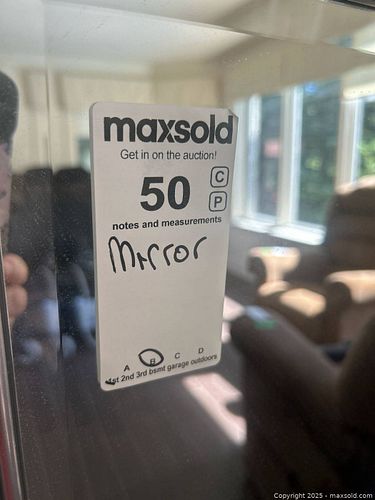 maxsold
Get in on the auction!
50
C
P
notes and measurements
Mirror
A B C D
1st 2nd 3rd bsmt garage outdoors
Copyright 2025 - maxsold.com